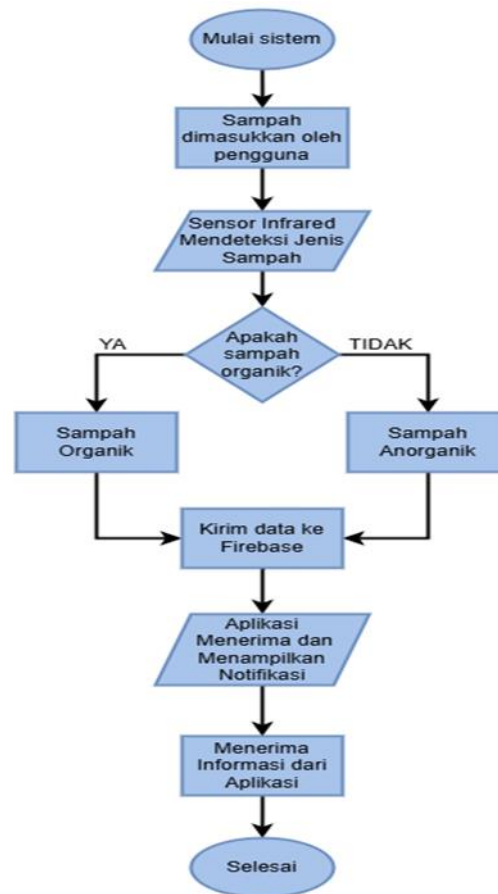 Mulai sistem
Sampah
dimasukkan oleh
pengguna
Sensor Infrared
Mendeteksi Jenis
Sampah
Apakah
sampah
organik?
YA
TIDAK
Sampah
Organik
Sampah
Anorganik
Kirim data ke
Firebase
Aplikasi
Menerima dan
Menampilkan
Notifikasi
Menerima
Informasi dari
Aplikasi
Selesai